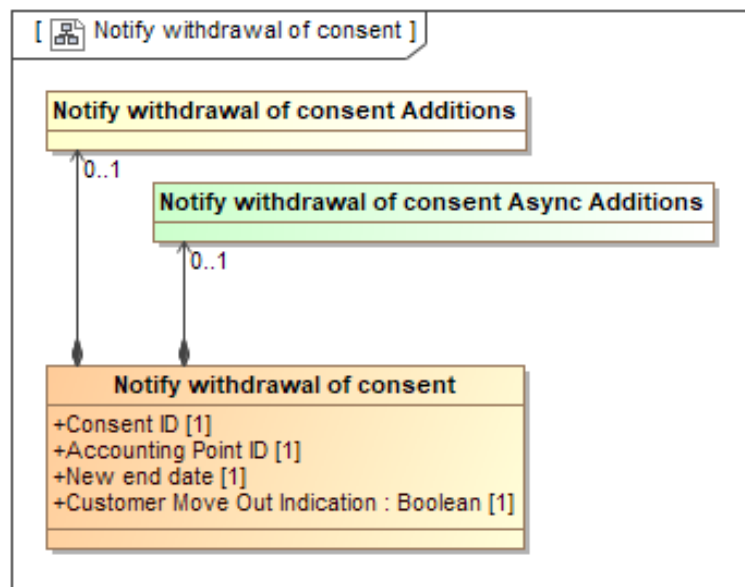 [ Notify withdrawal of consent ]
Notify withdrawal of consent Additions
0..1
Notify withdrawal of consent Async Additions
0..1
Notify withdrawal of consent
+Consent ID [1]
+Accounting Point ID [1]
+New end date [1]
+Customer Move Out Indication : Boolean [1]